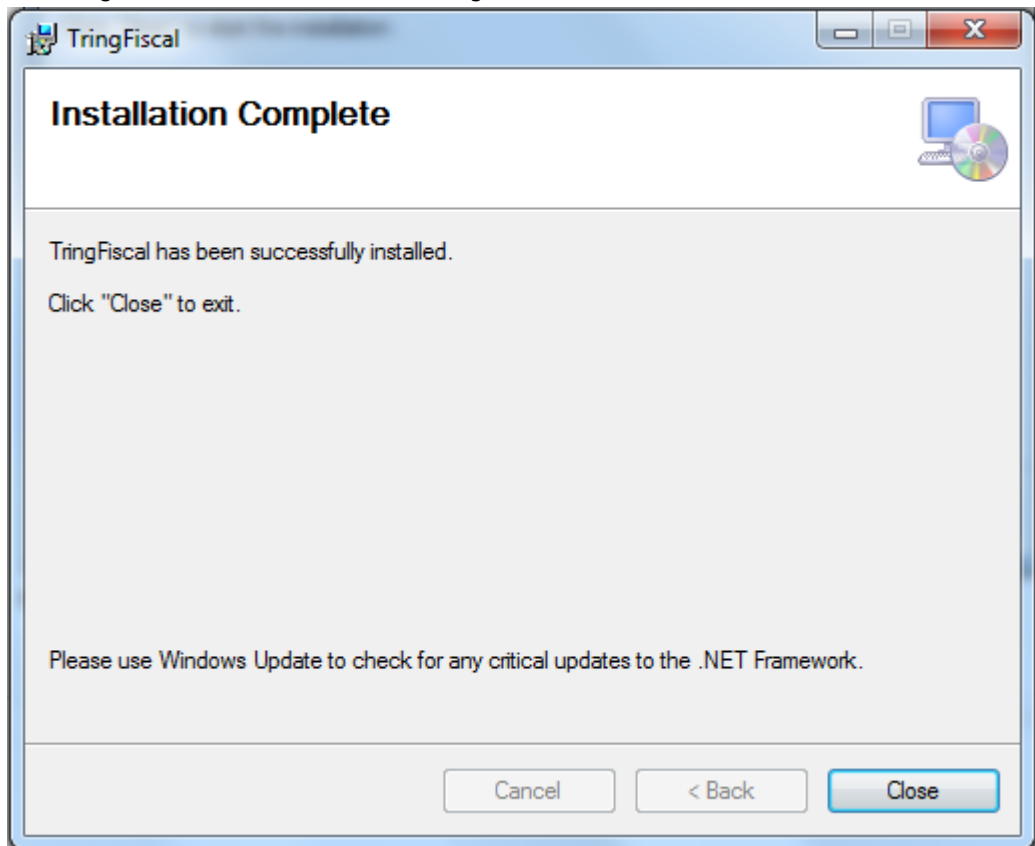 TringFiscal
Installation Complete
TringFiscal has been successfully installed.
Click "Close" to exit.
Please use Windows Update to check for any critical updates to the .NET Framework.
Cancel
< Back
Close